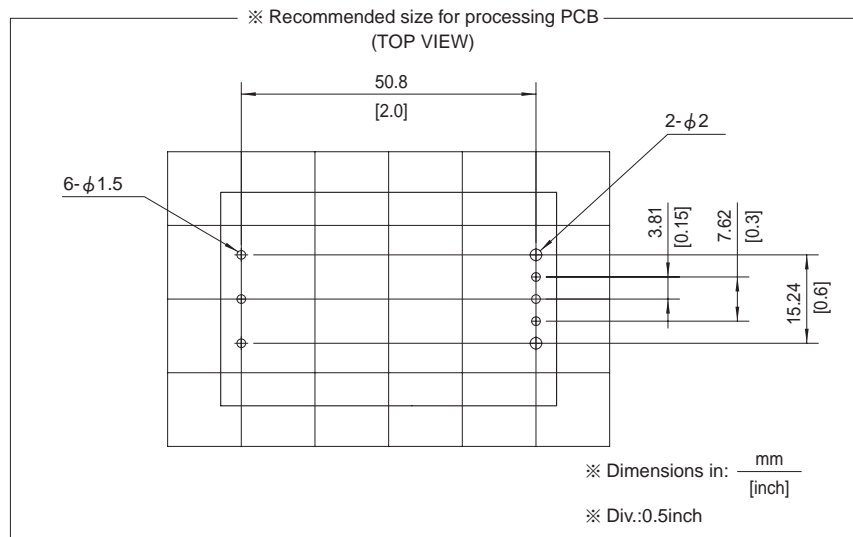 ※ Recommended size for processing PCB
(TOP VIEW)
50.8
[2.0]
2-φ2
6-φ1.5
3.81
[0.15]
7.62
[0.3]
15.24
[0.6]
※ Dimensions in: mm
[inch]
※ Div.:0.5inch